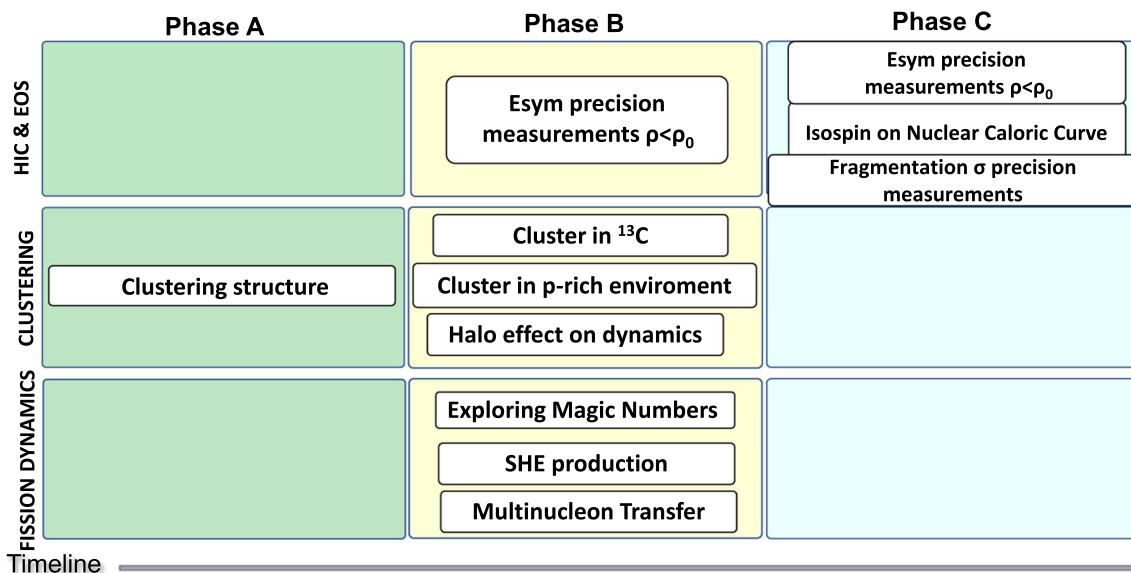 Phase A
Phase B
Phase C
HIC & EOS
Esym precision
measurements ρ<ρ₀
Esym precision
measurements ρ<ρ₀
Isospin on Nuclear Caloric Curve
Fragmentation σ precision
measurements
CLUSTERING
Clustering structure
Cluster in ¹³C
Cluster in p-rich enviroment
Halo effect on dynamics
FISSION DYNAMICS
Exploring Magic Numbers
SHE production
Multinucleon Transfer
Timeline